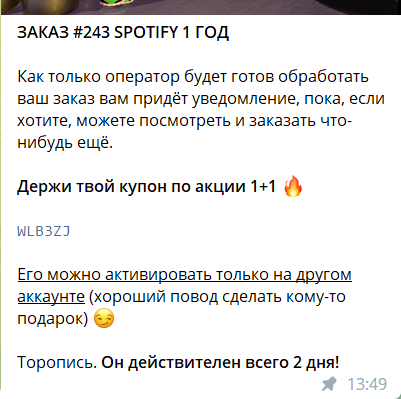 ЗАКАЗ #243 SPOTIFY 1 ГОД
Как только оператор будет готов обработать
ваш заказ вам придёт уведомление, пока, если
хотите, можете посмотреть и заказать что-
нибудь ещё.
Держи твой купон по акции 1+1 🔥
WLB3ZJ
Его можно активировать только на другом
аккаунте (хороший повод сделать кому-то
подарок) 😏
Торопись. Он действителен всего 2 дня!
13:49